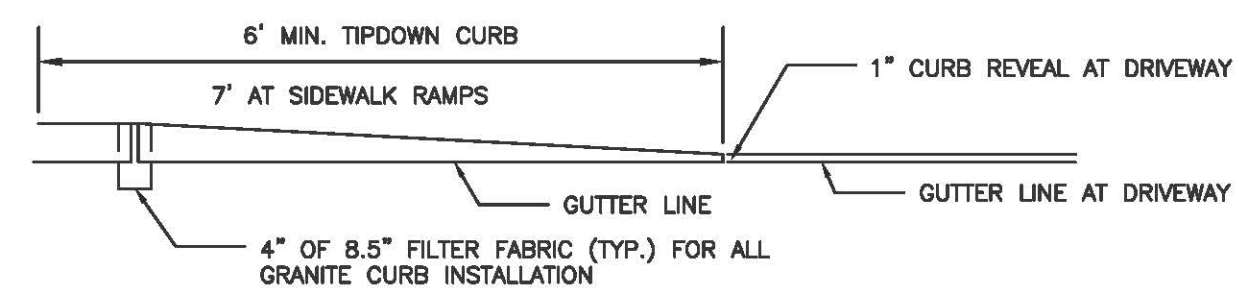 6' MIN. TIPDOWN CURB
7' AT SIDEWALK RAMPS
1" CURB REVEAL AT DRIVEWAY
GUTTER LINE
GUTTER LINE AT DRIVEWAY
4" OF 8.5" FILTER FABRIC (TYP.) FOR ALL
GRANITE CURB INSTALLATION